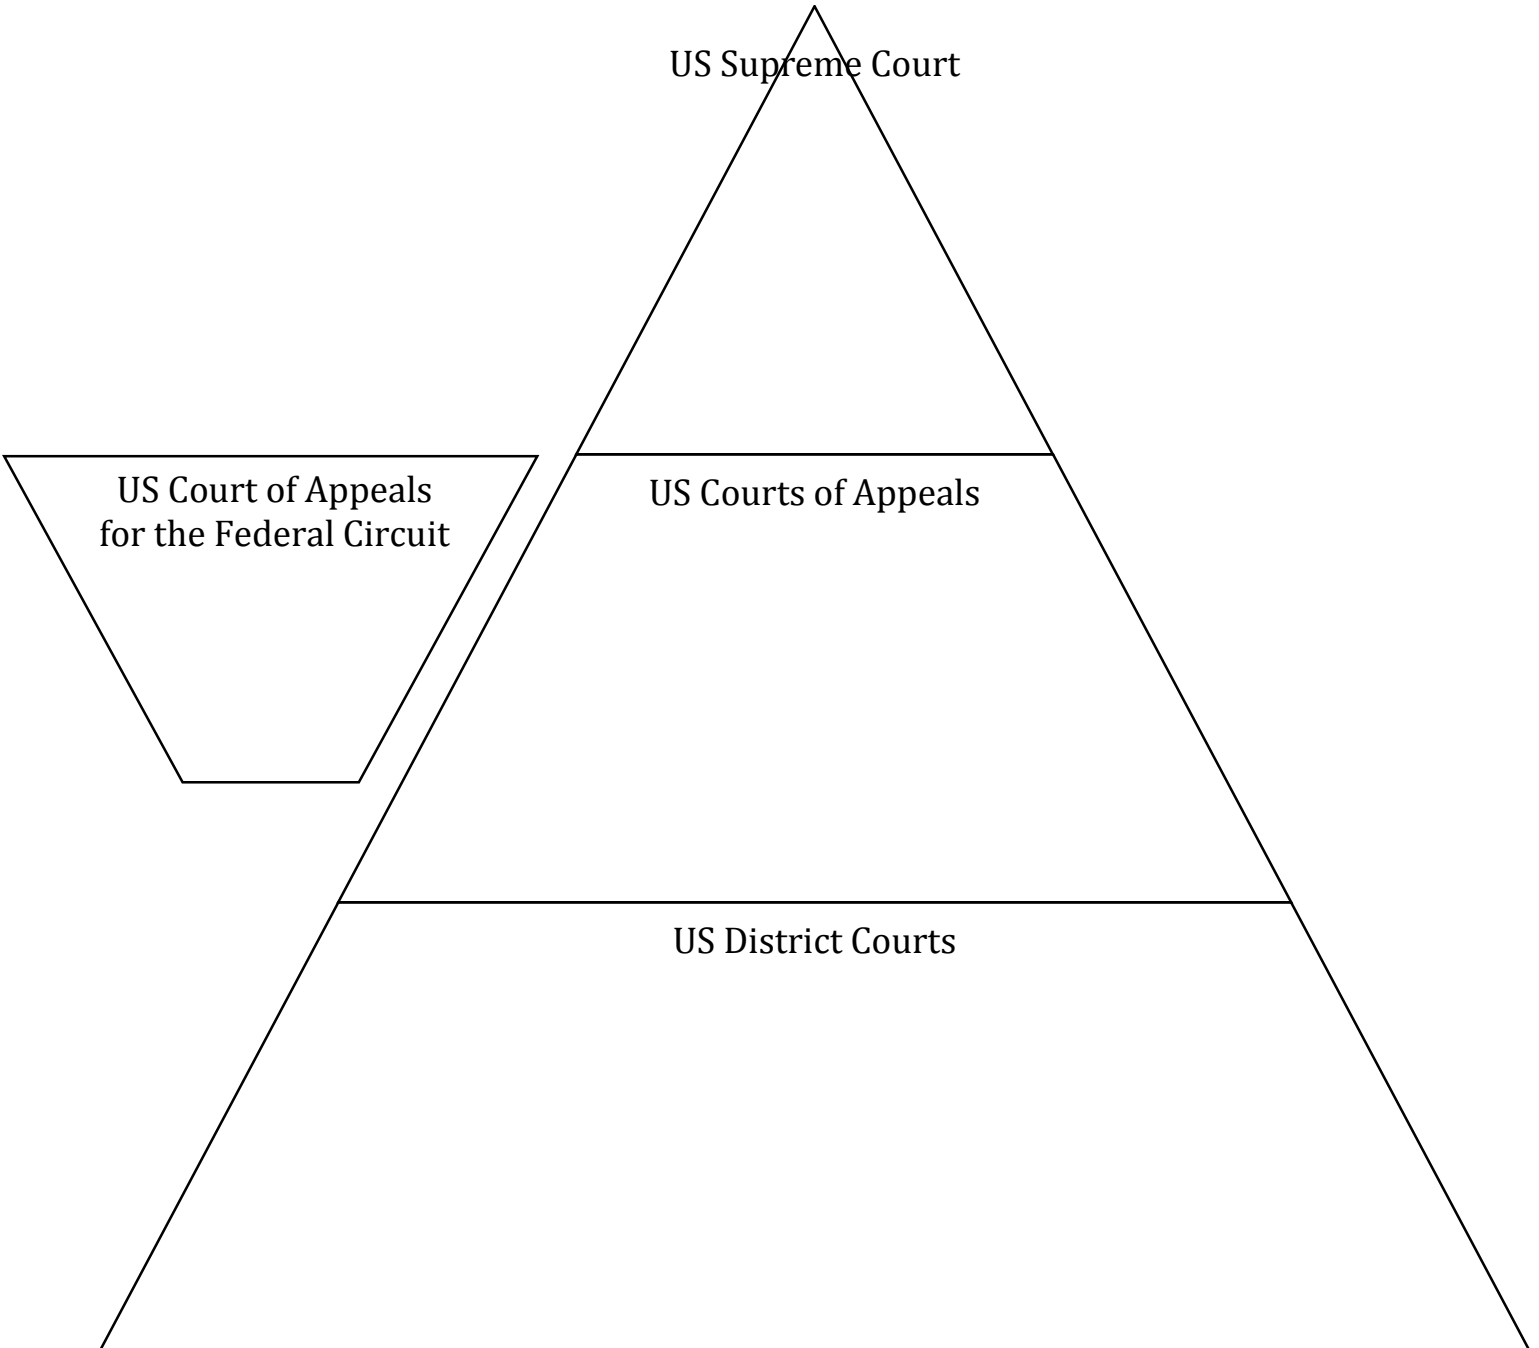 US Supreme Court
US Court of Appeals
for the Federal Circuit
US Courts of Appeals
US District Courts